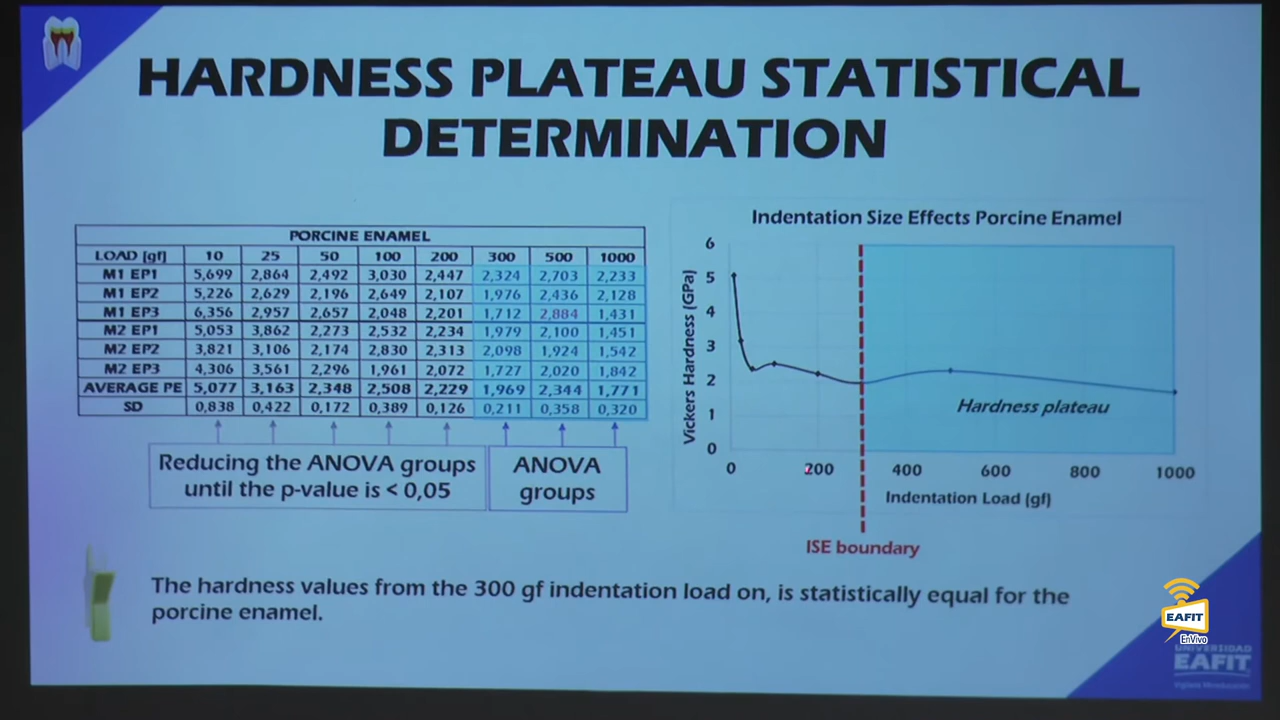 HARDNESS PLATEAU STATISTICAL
DETERMINATION
PORCINE ENAMEL
LOAD [gf] 10 25 50 100 200 300 500 1000
M1 EP1 5,699 2,864 2,492 3,030 2,447 2,324 2,703 2,233
M1 EP2 5,226 2,629 2,196 2,649 2,107 1,976 2,436 2,128
M1 EP3 6,356 2,957 2,657 2,048 2,201 1,712 2,884 1,431
M2 EP1 5,053 3,862 2,273 2,532 2,234 1,979 2,100 1,451
M2 EP2 3,821 3,106 2,174 2,830 2,313 2,098 1,924 1,542
M2 EP3 4,306 3,561 2,296 1,961 2,072 1,727 2,020 1,842
AVERAGE PE 5,077 3,163 2,348 2,508 2,229 1,969 2,344 1,771
SD 0,838 0,422 0,172 0,389 0,126 0,211 0,358 0,320
Reducing the ANOVA groups
until the p-value is < 0,05
ANOVA
groups
Indentation Size Effects Porcine Enamel
Vickers Hardness (GPa)
6
5
4
3
2
1
0
Hardness plateau
0 200 400 600 800 1000
Indentation Load (gf)
ISE boundary
The hardness values from the 300 gf indentation load on, is statistically equal for the
porcine enamel.
EAFIT
EnVivo
UNIVERSIDAD
EAFIT